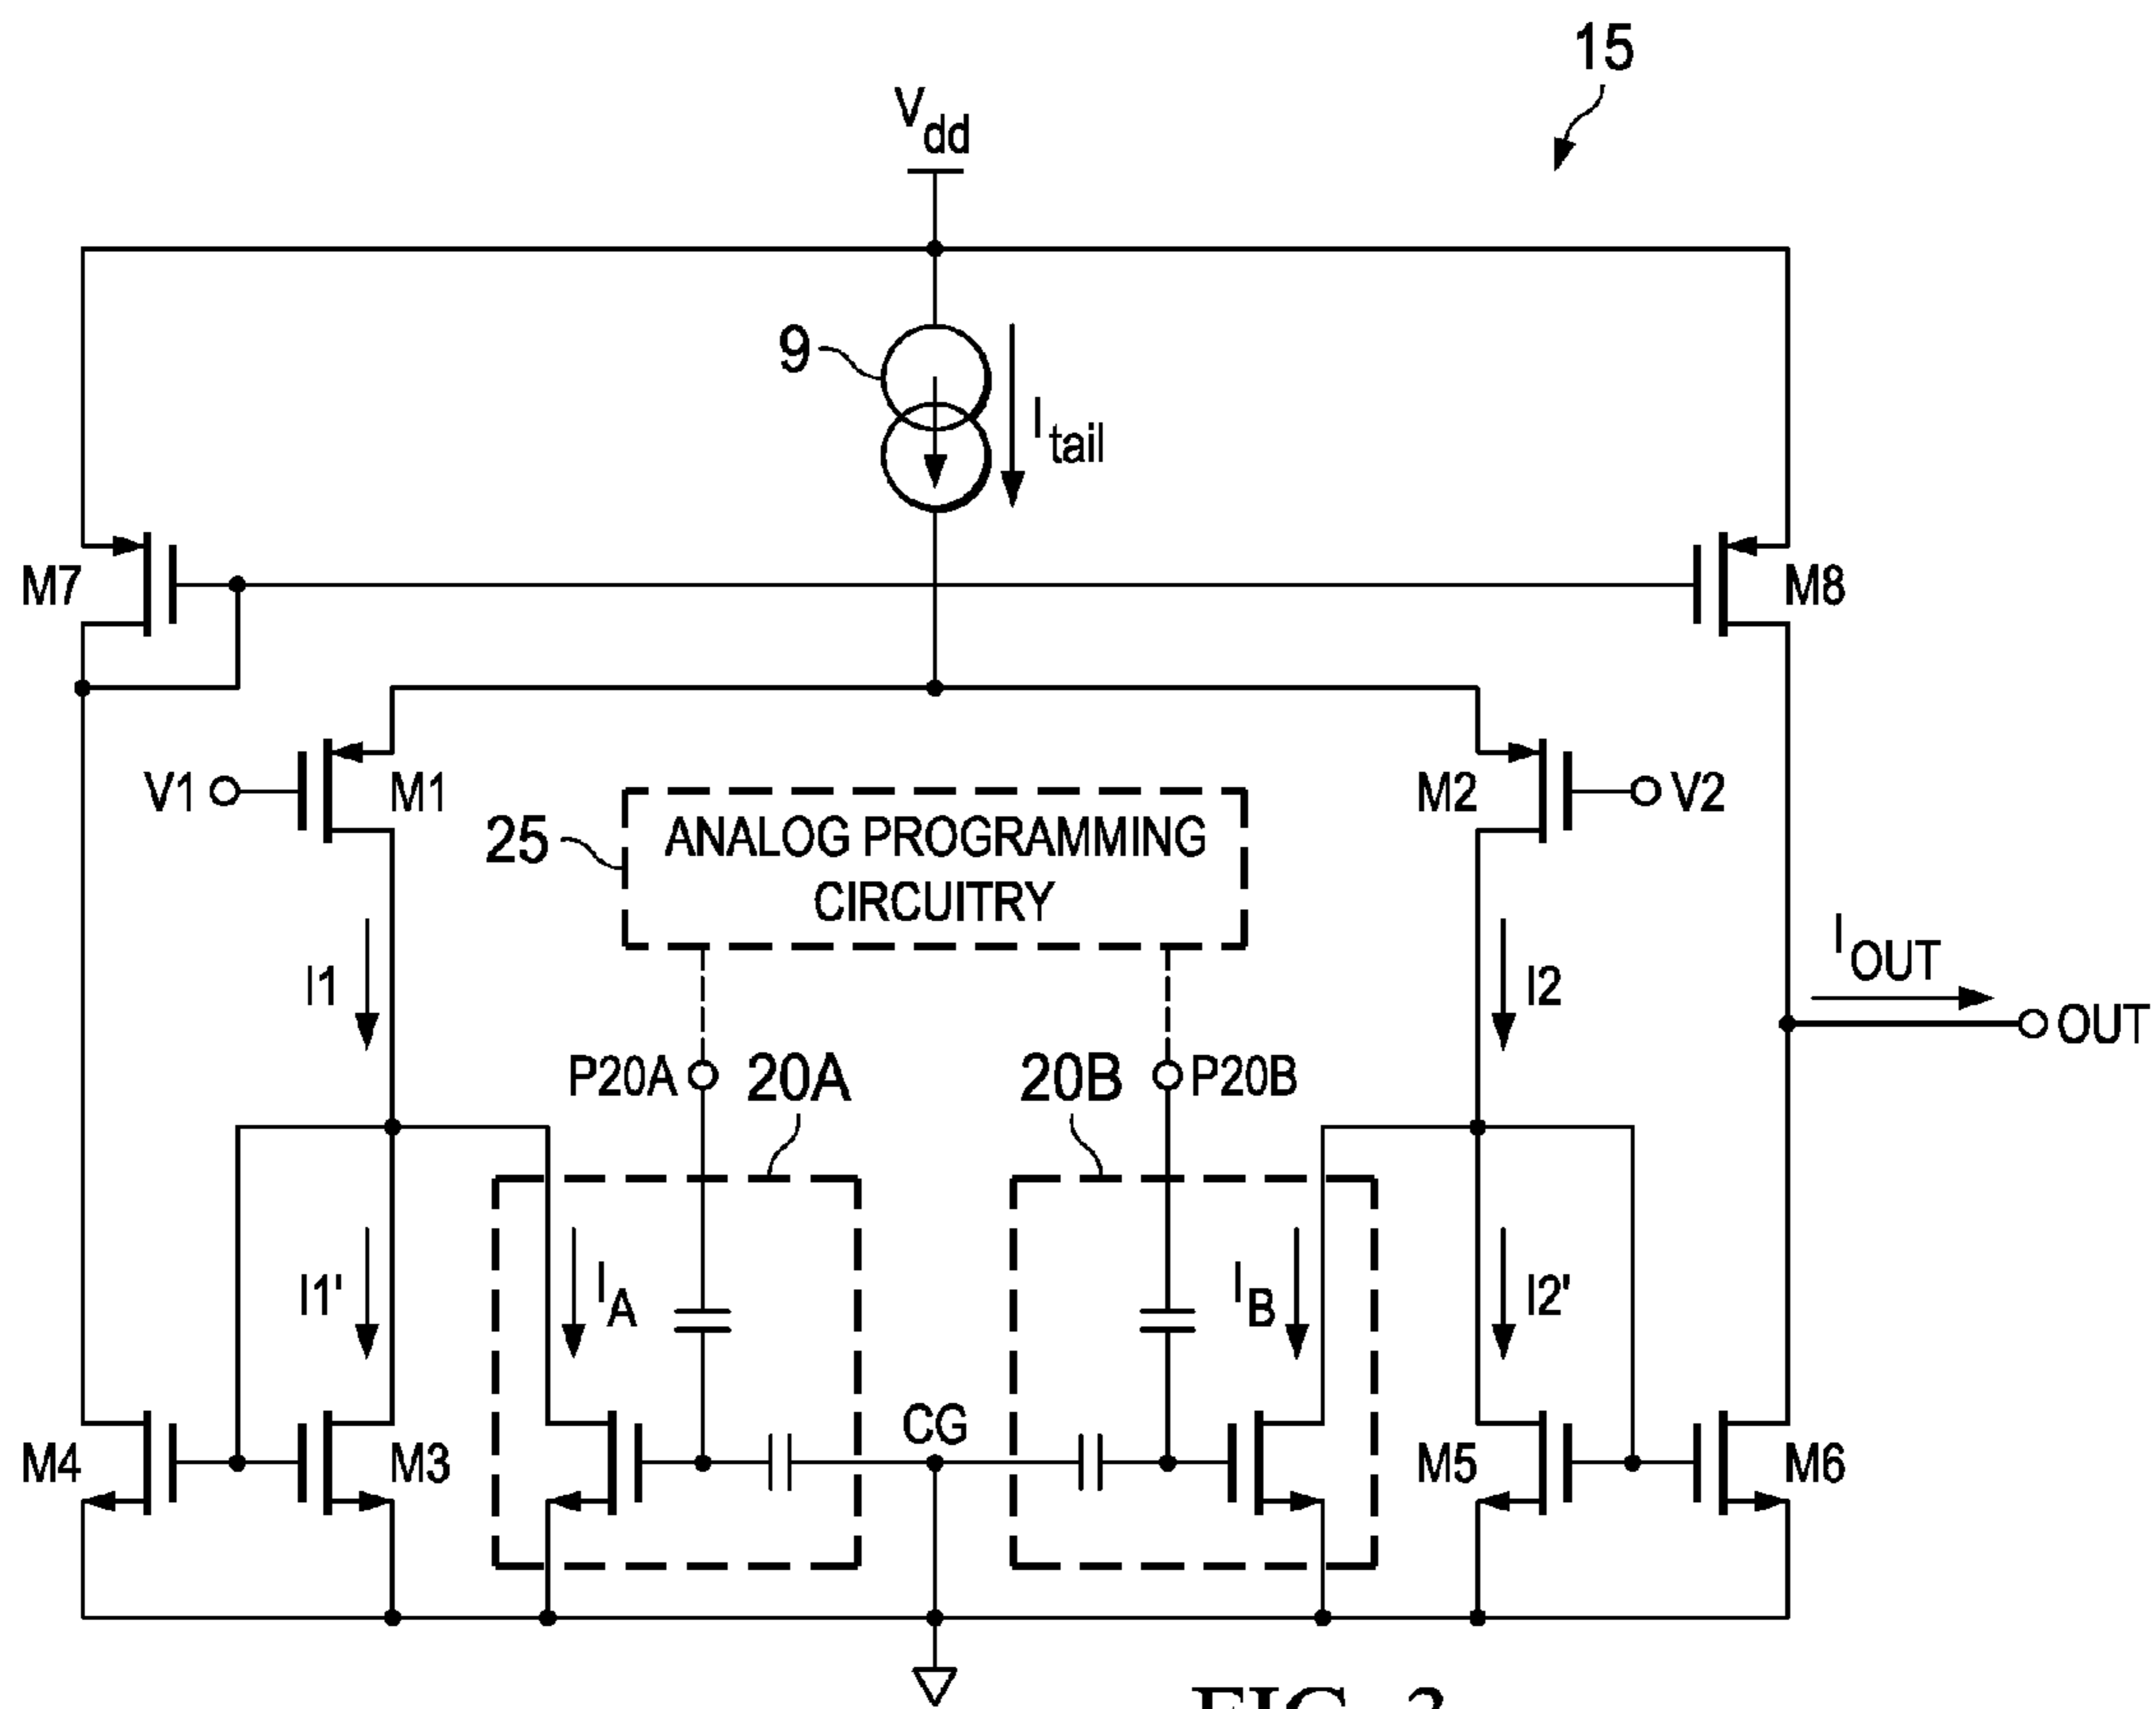 15
Vdd
9
Itail
M7
M8
V1
M1
M2
V2
25
ANALOG PROGRAMMING
CIRCUITRY
I1
I2
IOUT
OUT
P20A
20A
20B
P20B
I1'
IA
IB
I2'
CG
M4
M3
M5
M6